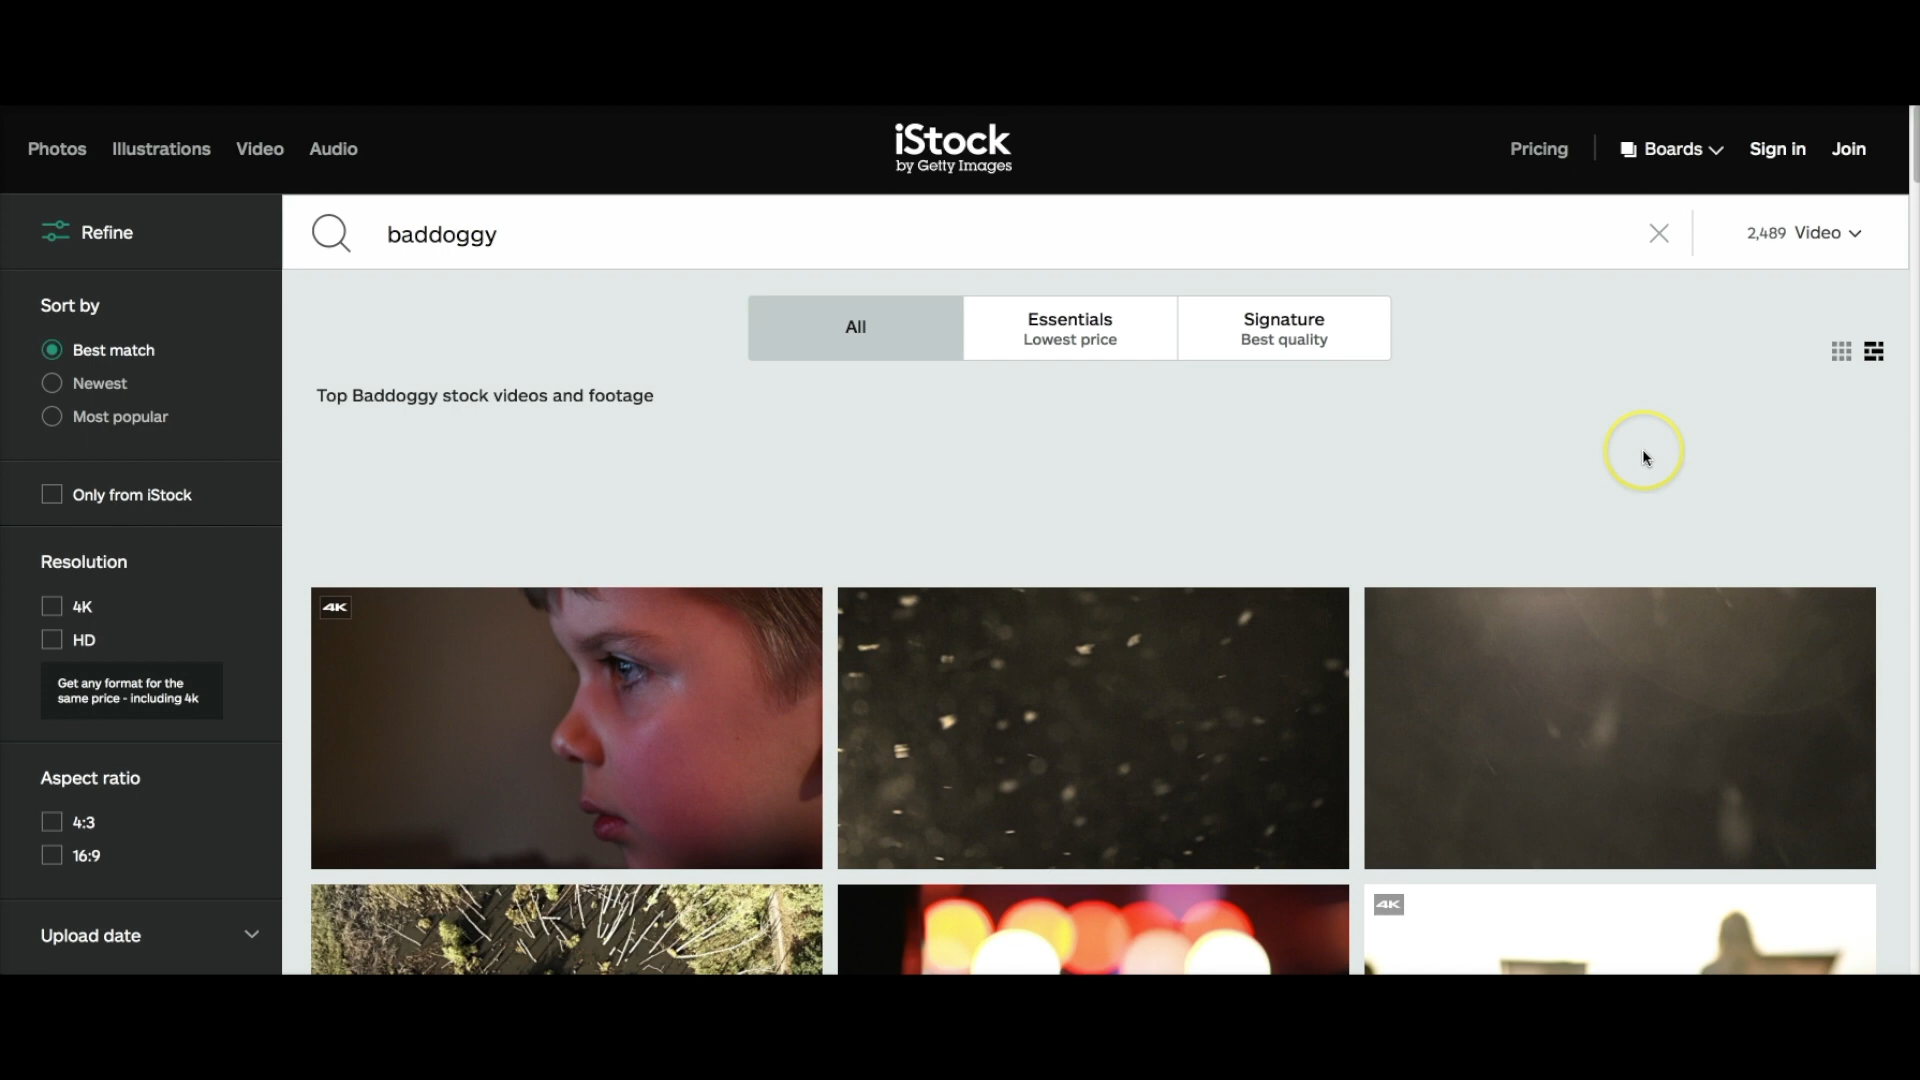 Photos Illustrations Video Audio
iStock
by Getty Images
Pricing Boards Sign in Join
Refine
baddoggy
2,489 Video
Sort by
Best match
Newest
Most popular
Only from iStock
Resolution
4K
HD
Get any format for the
same price - including 4k
Aspect ratio
4:3
16:9
Upload date
All
Essentials
Lowest price
Signature
Best quality
Top Baddoggy stock videos and footage
4K
4K